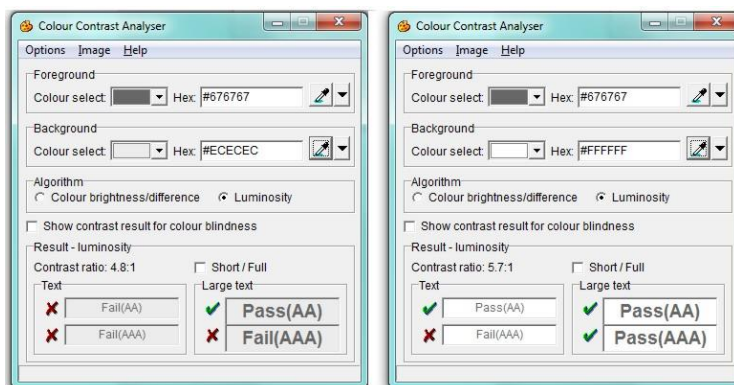 Colour Contrast Analyser
Options Image Help
Foreground
Colour select: Hex: #676767
Background
Colour select: Hex: #ECECEC
Algorithm
Colour brightness/difference Luminosity
Show contrast result for colour blindness
Result - luminosity
Contrast ratio: 4.8:1 Short / Full
Text Large text
Fail(AA) Pass(AA)
Fail(AAA) Fail(AAA)
Colour Contrast Analyser
Options Image Help
Foreground
Colour select: Hex: #676767
Background
Colour select: Hex: #FFFFFF
Algorithm
Colour brightness/difference Luminosity
Show contrast result for colour blindness
Result - luminosity
Contrast ratio: 5.7:1 Short / Full
Text Large text
Pass(AA) Pass(AA)
Fail(AAA) Pass(AAA)